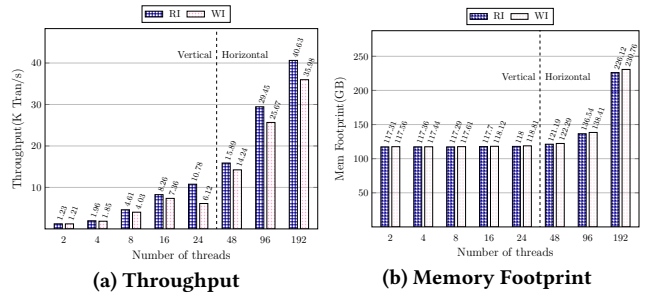 RI WI
Throughput(K Tran/s)
40
30
20
10
Vertical Horizontal
1.23 1.21 1.96 1.85 4.61 4.03 8.26 7.36 10.78 6.12 15.89 14.24 29.45 25.67 40.63 35.98
2 4 8 16 24 48 96 192
Number of threads
(a) Throughput
RI WI
Mem Footprint(GB)
250
200
150
100
50
Vertical Horizontal
117.31 117.56 117.36 117.44 117.29 117.61 117.7 118.12 118 118.81 121.19 122.29 136.54 138.41 226.12 230.76
2 4 8 16 24 48 96 192
Number of threads
(b) Memory Footprint